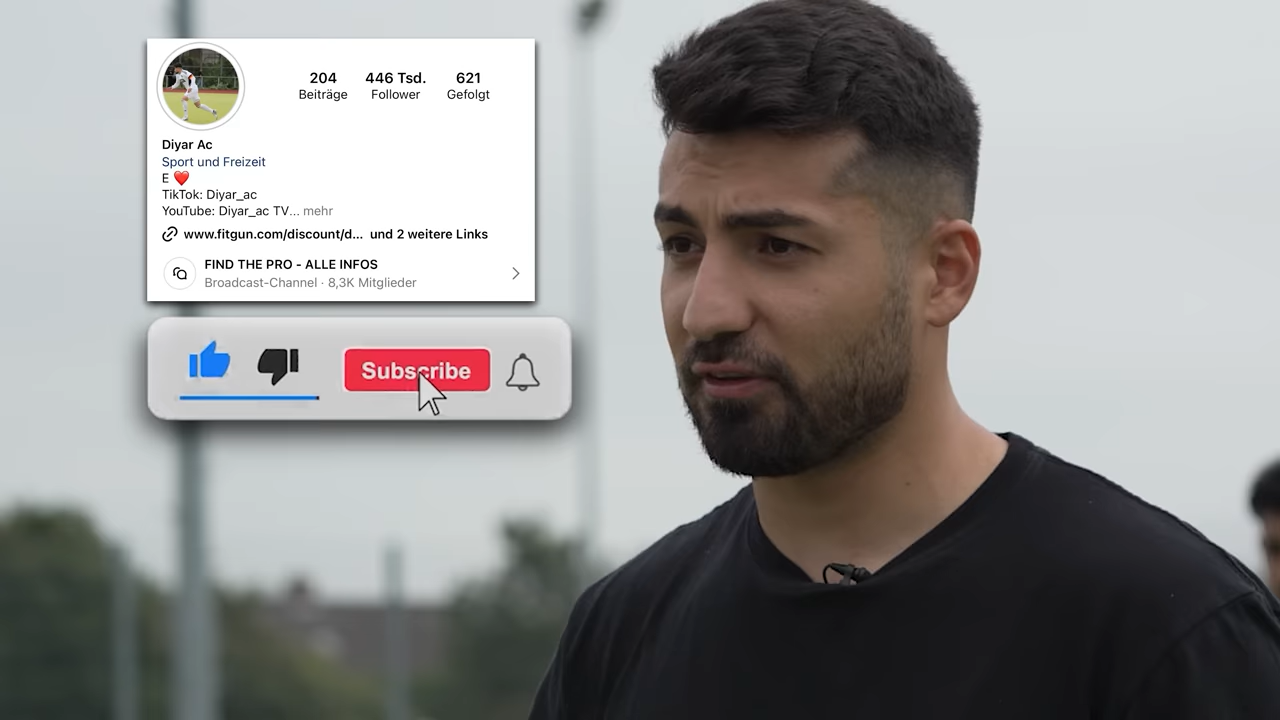 204 446 Tsd. 621
Beiträge Follower Gefolgt
Diyar Ac
Sport und Freizeit
E ❤️
TikTok: Diyar_ac
YouTube: Diyar_ac TV... mehr
www.fitgun.com/discount/d... und 2 weitere Links
FIND THE PRO - ALLE INFOS
Broadcast-Channel · 8,3K Mitglieder
Subscribe